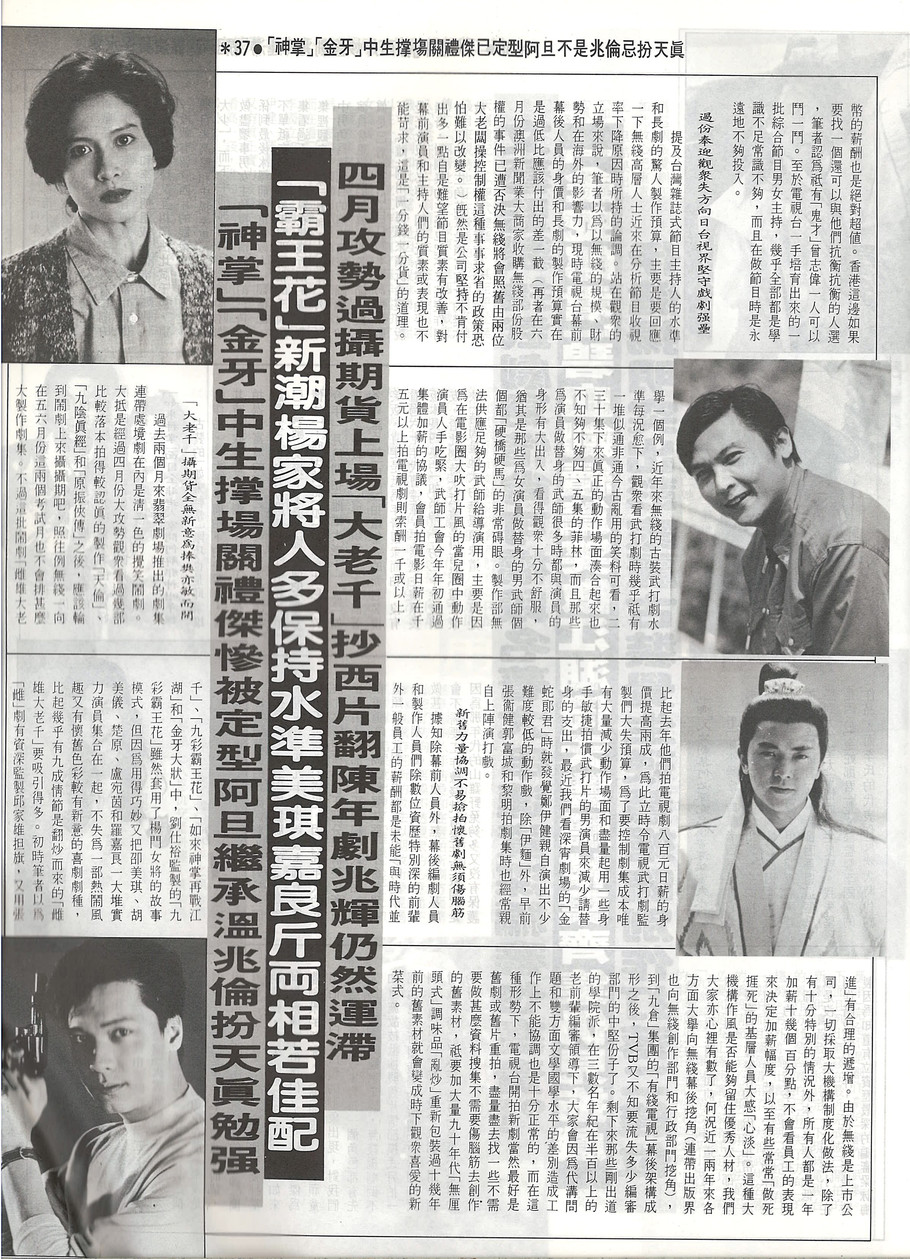 ＊37●「神掌」「金牙」中生撐塲關禮傑已定型阿旦不是兆倫忌扮天眞
幣的薪酬也是絕對超值。香港這邊如果
要找一個還可以與他們抗衡抗衡的人選
，筆者認爲祇有「鬼才」曾志偉一人可以
鬥一鬥。至於電視台一手培育出來的一
批綜合節目男女主持，幾乎全部都是學
識不足常識不夠，而且在做節目時是永
遠地不夠投入。
過份奉迎觀衆失方向日台視界堅守戲劇强壘
提及台灣雜誌式節目主持人的水準
和長劇的驚人製作預算，主要是要回應
一下無綫高層人士近來在分析節目收視
率下降原因時所持的論調。站在觀衆的
立場來說，筆者以爲以無綫的規模、財
勢和在海外的影響力，現時電視台幕前
幕後人員的身價和長劇的製作預算實在
是過低比應該付出的差一截（再者在六
月份澳洲新聞業大商家收購無綫部份股
權的事件已遭否決無綫將會照舊由兩位
大老闆操控制權這種事事求省的政策恐
怕難以改變。）旣然是公司堅持不肯付
出多一點自是難望節目質素有改善，對
幕前演員和主持人們的質素或表現也不
能苛求，這是「一分錢一分貨」的道理。
四月攻勢過攝期貨上場「大老千」抄西片翻陳年劇兆輝仍然運滯
「霸王花」新潮楊家將人多保持水準美琪嘉良斤両相若佳配
「神掌」「金牙」中生撐場關禮傑慘被定型阿旦繼承溫兆倫扮天眞勉强
舉一個例，近年來無綫的古裝武打劇水
準每況愈下，觀衆看武打劇時幾乎祇有
一堆似通非通今古亂用的笑料可看，二
三十集下來眞正的動作場面湊合起來也
不知夠不夠四、五集的菲林，而且那些
爲演員做替身的武師很多時都與演員的
身形有大出入，看得觀衆十分不舒服，
猶其是那些爲女演員做替身的男武師個
個都「硬橋硬馬」的非常碍眼。製作部無
法供應足夠的武師給導演用，主要是因
爲在電影圈大吹打片風的當兒圈中動作
演員人手吃緊，武師工會今年年初通過
集體加薪的協議，會員拍電影日薪在千
五元以上拍電視劇則索酬一千或以上，
「大老千」攝期貨全無新意爲捧樊亦敏而開
過去兩個月來翡翠劇場推出的劇集
連帶處境劇在內是淸一色的攪笑鬧劇。
大抵是經過四月份大攻勢觀衆看過幾部
比較落本拍得較認眞的製作「天倫」、
「九陰眞經」和「原振俠傳」之後，應該輪
到鬧劇上來攝攝期吧，照往例無綫一向
在五六月份這兩個考試月也不會排甚麼
大製作劇集。不過這批鬧劇「雌雄大老
比起去年他們拍電視劇八百元日薪的身
價提高兩成，爲此立時令電視武打劇監
製們大失預算，爲了要控制劇集成本唯
有大量減少動作場面和盡量起用一些身
手敏捷拍慣武打片的男演員來減少請替
身的支出，最近我們看深宵劇場的「金
蛇郎君」時就發覺鄭伊健親自演出不少
難度較低的動作戲，除「伊麵」外，早前
張衞健郭富城和黎明拍劇集時也經常親
自上陣演打戲。
新舊力量協調不易搶拍懷舊劇無須傷腦筋
據知除幕前人員外，幕後編劇人員
和製作人員們除數位資歷特別深的前輩
外一般員工的薪酬都是未能「與時代並
千」、「九彩霸王花」、「如來神掌再戰江
湖」和「金牙大狀」中，劉仕裕監製的「九
彩霸王花」雖然套用了楊門女將的故事
模式，但因爲用得巧妙又把邵美琪、胡
美儀、楚原、盧宛茵和羅嘉良一大堆實
力演員集合在一起，不失爲一部熱鬧風
趣又有懷舊色彩較有新意的喜劇劇種，
比起幾乎有九成情節是翻炒而來的「雌
雄大老千」要吸引得多。初時筆者以爲
「雌」劇有資深監製邱家雄担旗，又用張
進」有合理的遞增。由於無綫是上巿公
司，一切採取大機構制度化做法，除了
有十分特別的情況外，所有人都是一年
加薪十幾個百分點，不會看員工的表現
來決定加薪幅度，以至有些「常常「做死
捱死」的基層人員大感「心淡」。這種大
機構作風是否能夠留住優秀人材，我們
大家亦心裡有數了，何況近一兩年來各
方面大舉向無綫幕後挖角（連帶出版界
也向無綫創作部門和行政部門挖角）
到「九倉」集團的「有綫電視」幕後架構成
形之後，TVB又不知要流失多少編審
部門的中堅份子了。剩下來那些剛出道
的學院派，在三數名年紀在半百以上的
老前輩編審領導下，大家會因爲代溝問
題和雙方面文學國學水平的差別造成工
作上不能協調也是十分正常的，而在這
種形勢下，電視台開拍新劇當然最好是
舊劇或舊片重拍，盡量盡去找一些不需
要做甚麼資料搜集不需要傷腦筋去創作
的舊素材，祇要加大量九十年代「無厘
頭式」調味品「亂炒」重新包裝過十幾年
前的舊素材就會變成時下觀衆喜愛的新
菜式。